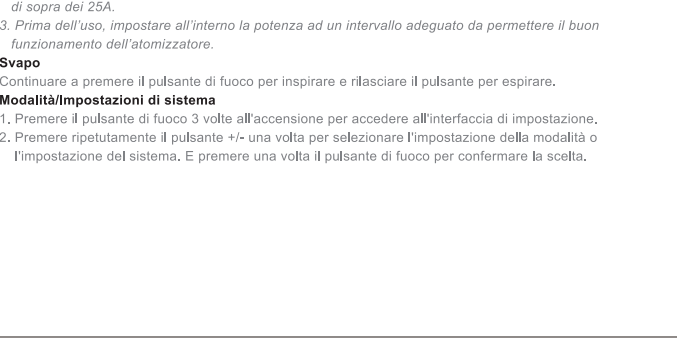 di sopra dei 25A.
3. Prima dell'uso, impostare all'interno la potenza ad un intervallo adeguato da permettere il buon
funzionamento dell'atomizzatore.
Svapo
Continuare a premere il pulsante di fuoco per inspirare e rilasciare il pulsante per espirare.
Modalità/Impostazioni di sistema
1. Premere il pulsante di fuoco 3 volte all'accensione per accedere all'interfaccia di impostazione.
2. Premere ripetutamente il pulsante +/- una volta per selezionare l'impostazione della modalità o
l'impostazione del sistema. E premere una volta il pulsante di fuoco per confermare la scelta.